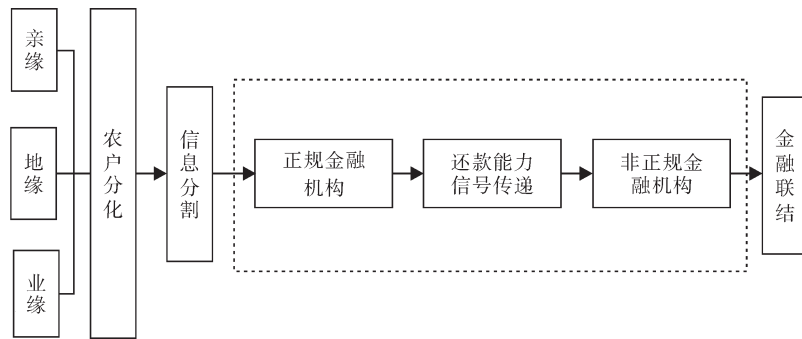 亲缘
地缘
业缘
农户分化
信息分割
正规金融
机构
还款能力
信号传递
非正规金
融机构
金融联结